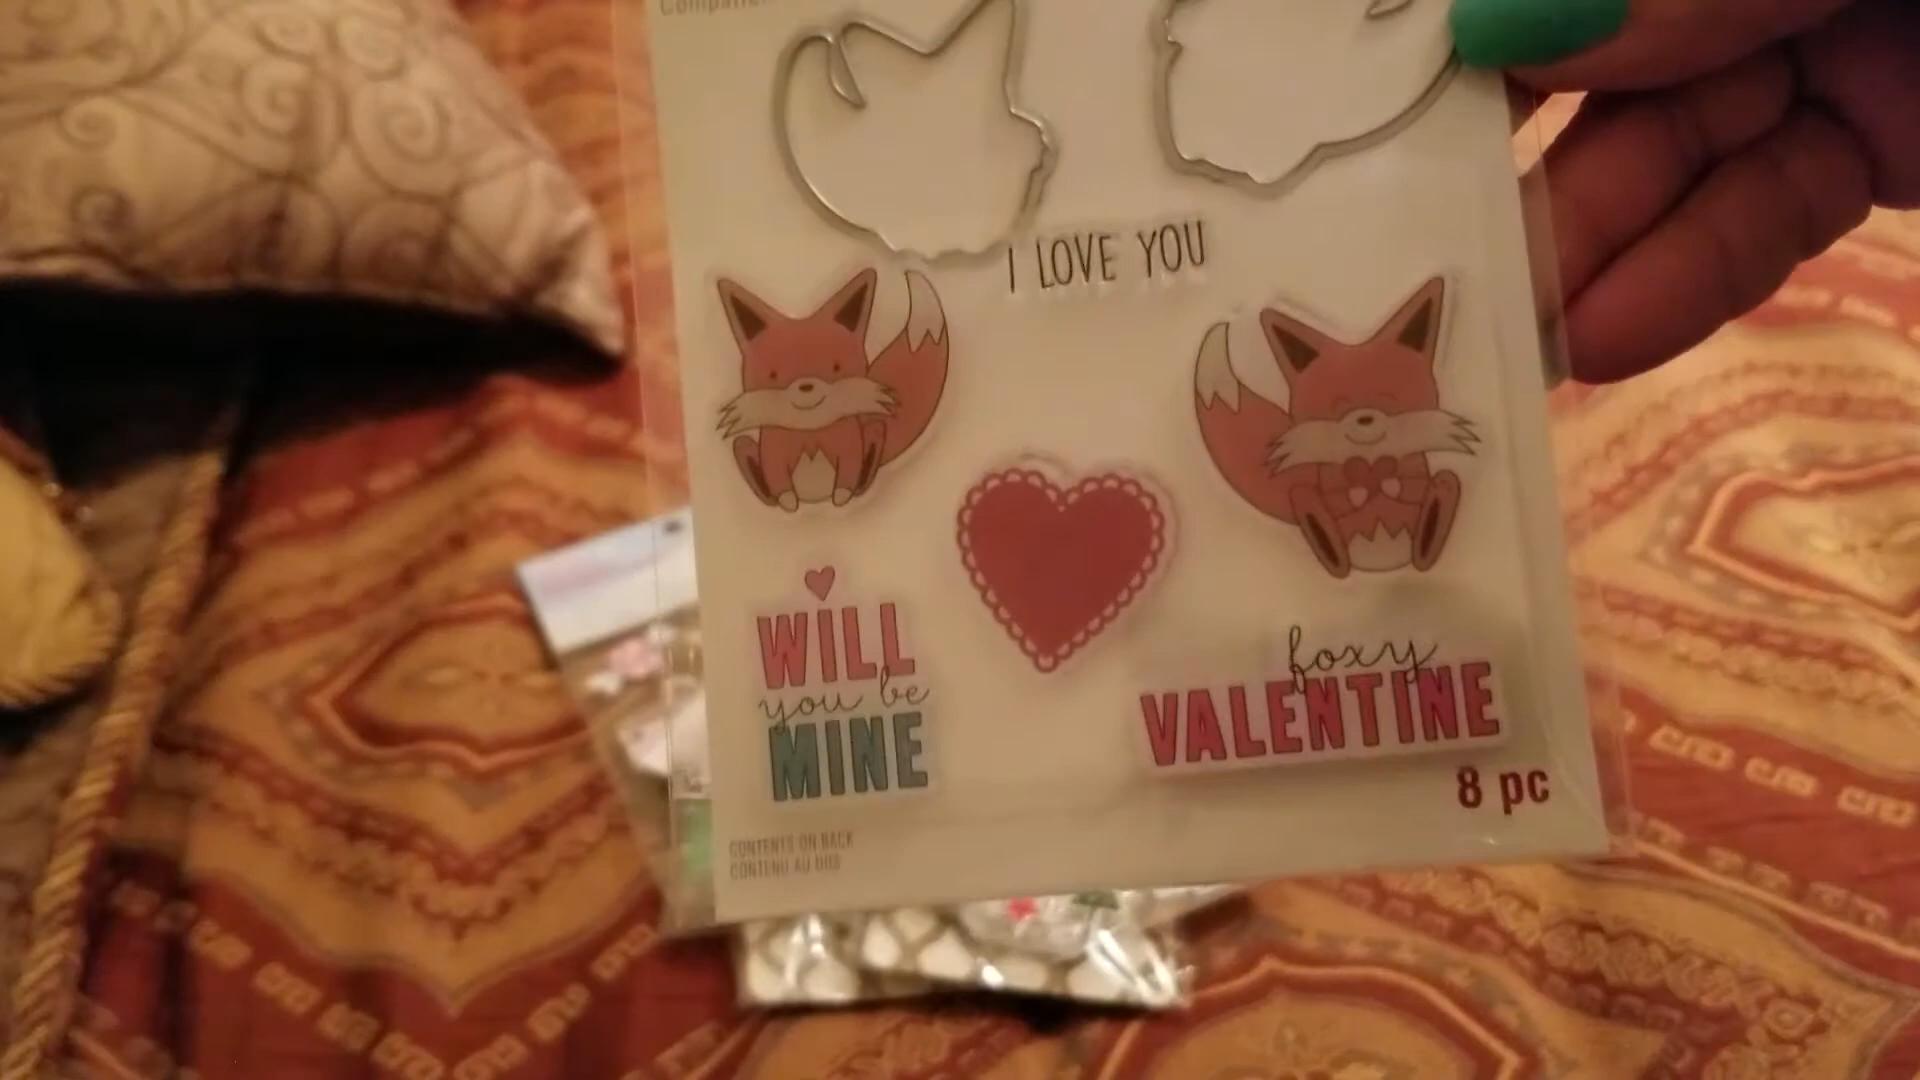 I LOVE YOU
WILL
you be
MINE
foxy
VALENTINE
8 pc
CONTENTS ON BACK
CONTENU AU DOS